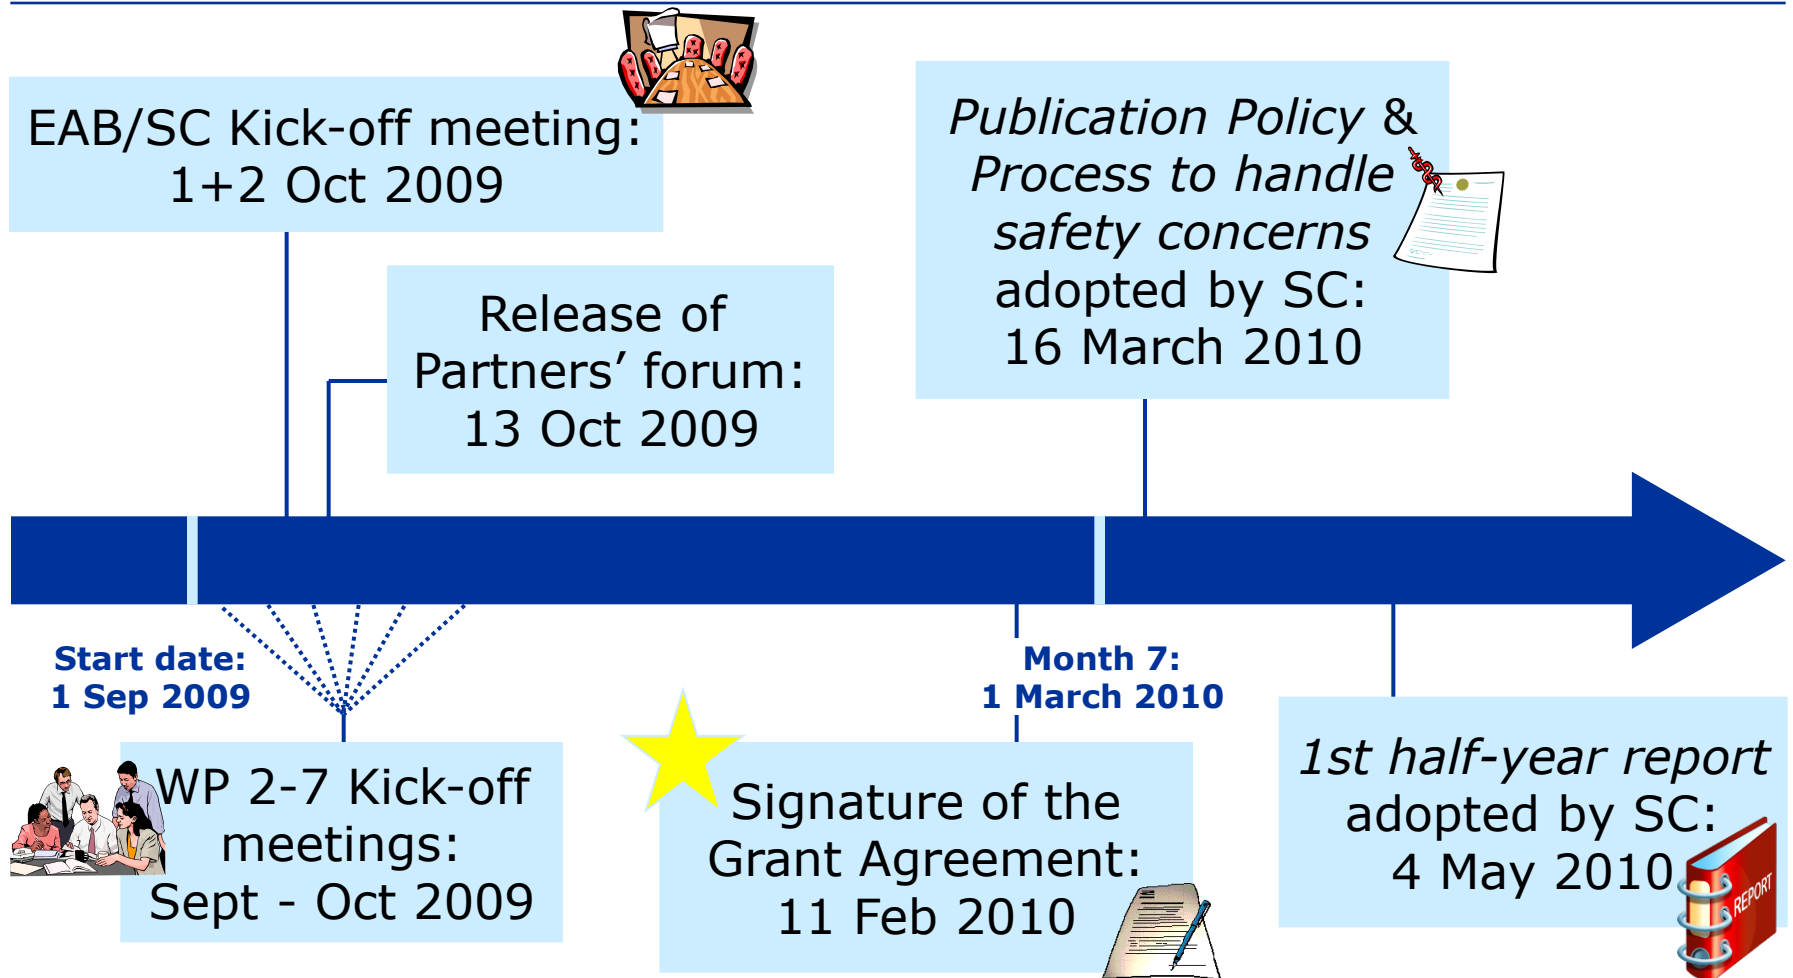 EAB/SC Kick-off meeting:
1+2 Oct 2009
Release of
Partners’ forum:
13 Oct 2009
Publication Policy &
Process to handle
safety concerns
adopted by SC:
16 March 2010
Start date:
1 Sep 2009
Month 7:
1 March 2010
WP 2-7 Kick-off
meetings:
Sept - Oct 2009
Signature of the
Grant Agreement:
11 Feb 2010
1st half-year report
adopted by SC:
4 May 2010
REPORT